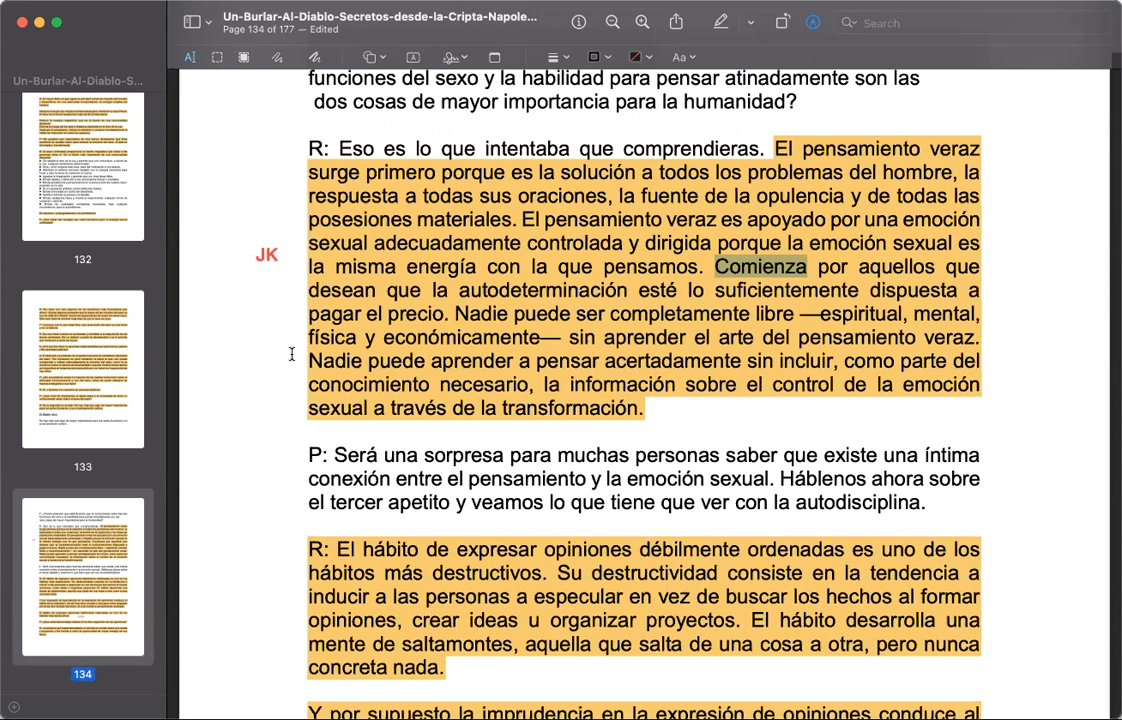 Un-Burlar-Al-Diablo-Secretos-desde-la-Cripta-Napole...
Page 134 of 177 — Edited
Search
Aa
Un-Burlar-Al-Diablo-S...
132
133
134
funciones del sexo y la habilidad para pensar atinadamente son las
dos cosas de mayor importancia para la humanidad?
R: Eso es lo que intentaba que comprendieras. El pensamiento veraz
surge primero porque es la solución a todos los problemas del hombre, la
respuesta a todas sus oraciones, la fuente de la opulencia y de todas las
posesiones materiales. El pensamiento veraz es apoyado por una emoción
sexual adecuadamente controlada y dirigida porque la emoción sexual es
JK
la misma energía con la que pensamos. Comienza por aquellos que
desean que la autodeterminación esté lo suficientemente dispuesta a
pagar el precio. Nadie puede ser completamente libre —espiritual, mental,
física y económicamente— sin aprender el arte del pensamiento veraz.
Nadie puede aprender a pensar acertadamente sin incluir, como parte del
conocimiento necesario, la información sobre el control de la emoción
sexual a través de la transformación.
P: Será una sorpresa para muchas personas saber que existe una íntima
conexión entre el pensamiento y la emoción sexual. Háblenos ahora sobre
el tercer apetito y veamos lo que tiene que ver con la autodisciplina.
R: El hábito de expresar opiniones débilmente ordenadas es uno de los
hábitos más destructivos. Su destructividad consiste en la tendencia a
inducir a las personas a especular en vez de buscar los hechos al formar
opiniones, crear ideas u organizar proyectos. El hábito desarrolla una
mente de saltamontes, aquella que salta de una cosa a otra, pero nunca
concreta nada.
Y por supuesto la imprudencia en la expresión de opiniones conduce al